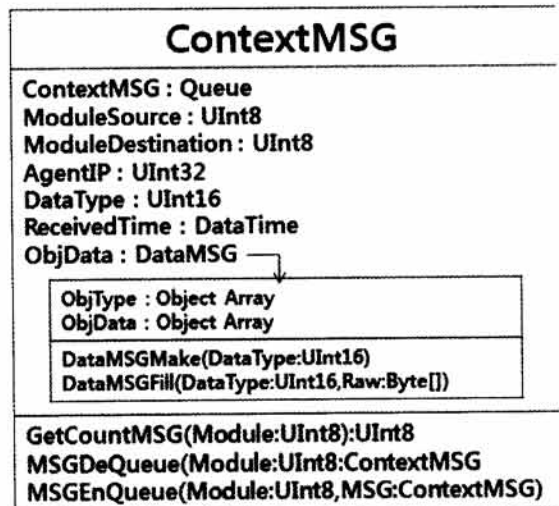 ContextMSG
ContextMSG : Queue
ModuleSource : UInt8
ModuleDestination : UInt8
AgentIP : UInt32
DataType : UInt16
ReceivedTime : DataTime
ObjData : DataMSG
ObjType : Object Array
ObjData : Object Array
DataMSGMake(DataType:UInt16)
DataMSGFill(DataType:UInt16,Raw:Byte[])
GetCountMSG(Module:UInt8):UInt8
MSGDeQueue(Module:UInt8:ContextMSG
MSGEnQueue(Module:UInt8,MSG:ContextMSG)